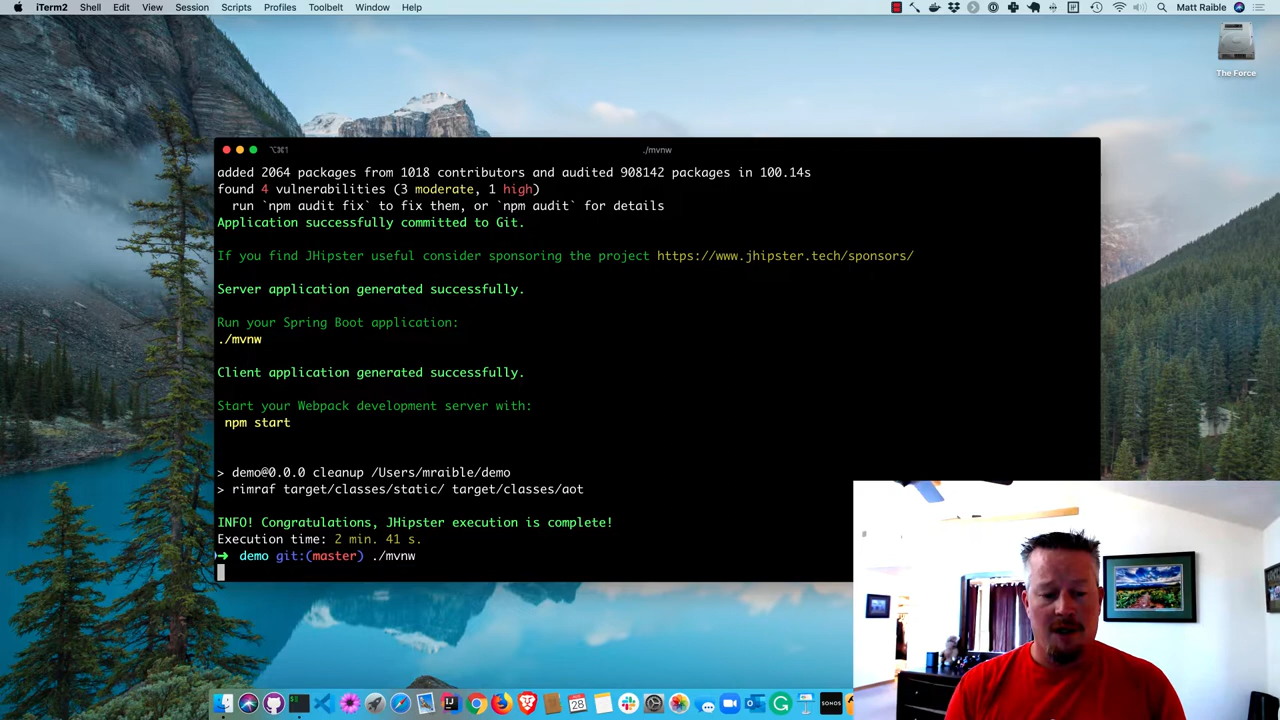 iTerm2 Shell Edit View Session Scripts Profiles Toolbelt Window Help Matt Raible
The Force
⌥⌘1 ./mvnw
added 2064 packages from 1018 contributors and audited 908142 packages in 100.14s
found 4 vulnerabilities (3 moderate, 1 high)
run `npm audit fix` to fix them, or `npm audit` for details
Application successfully committed to Git.
If you find JHipster useful consider sponsoring the project https://www.jhipster.tech/sponsors/
Server application generated successfully.
Run your Spring Boot application:
./mvnw
Client application generated successfully.
Start your Webpack development server with:
npm start
> demo@0.0.0 cleanup /Users/mraible/demo
> rimraf target/classes/static/ target/classes/aot
INFO! Congratulations, JHipster execution is complete!
Execution time: 2 min. 41 s.
➜ demo git:(master) ./mvnw
28
SONOS